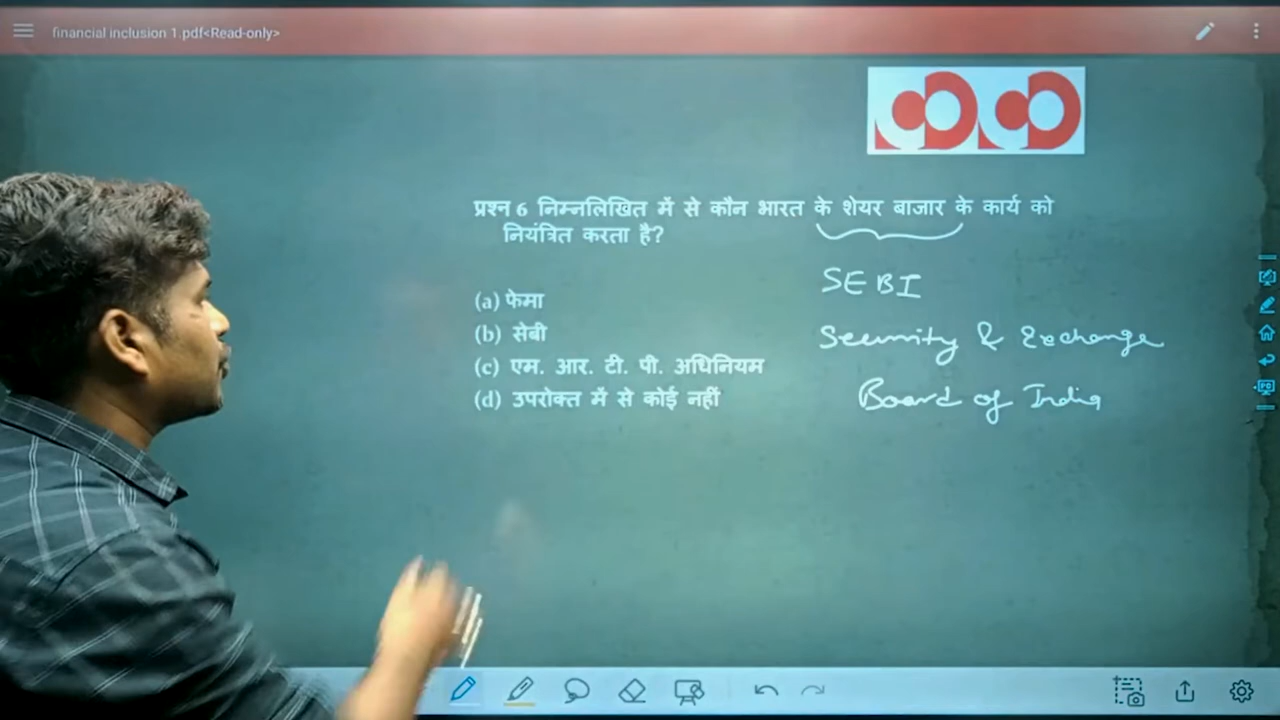 financial inclusion 1.pdf<Read-only>
प्रश्न 6 निम्नलिखित में से कौन भारत के शेयर बाजार के कार्य को
नियंत्रित करता है?
(a) फेमा
(b) सेबी
(c) एम. आर. टी. पी. अधिनियम
(d) उपरोक्त में से कोई नहीं
SEBI
Security & Exchange
Board of India